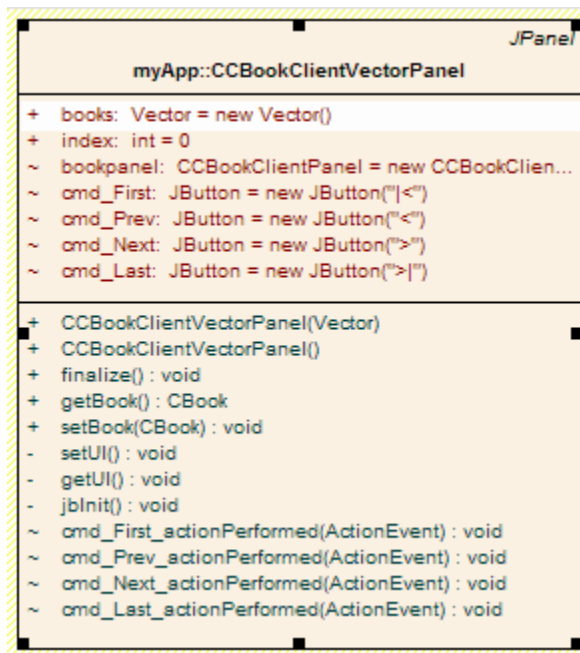 JPanel
myApp::CCBookClientVectorPanel
+ books: Vector = new Vector()
+ index: int = 0
~ bookpanel: CCBookClientPanel = new CCBookClien...
~ cmd_First: JButton = new JButton("|<")
~ cmd_Prev: JButton = new JButton("<")
~ cmd_Next: JButton = new JButton(">")
~ cmd_Last: JButton = new JButton(">|")
+ CCBookClientVectorPanel(Vector)
+ CCBookClientVectorPanel()
+ finalize() : void
+ getBook() : CBook
+ setBook(CBook) : void
- setUI() : void
- getUI() : void
- jbInit() : void
~ cmd_First_actionPerformed(ActionEvent) : void
~ cmd_Prev_actionPerformed(ActionEvent) : void
~ cmd_Next_actionPerformed(ActionEvent) : void
~ cmd_Last_actionPerformed(ActionEvent) : void